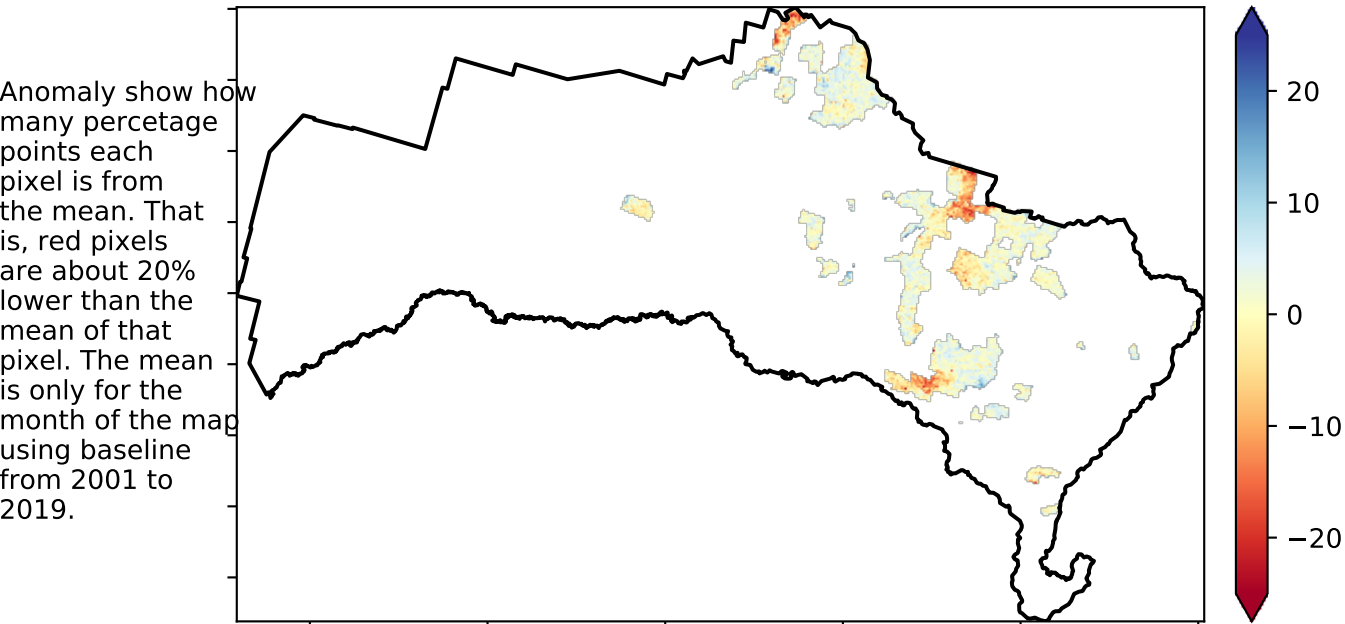 Anomaly show how
many percetage
points each
pixel is from
the mean. That
is, red pixels
are about 20%
lower than the
mean of that
pixel. The mean
is only for the
month of the map
using baseline
from 2001 to
2019.
20
10
0
−10
−20